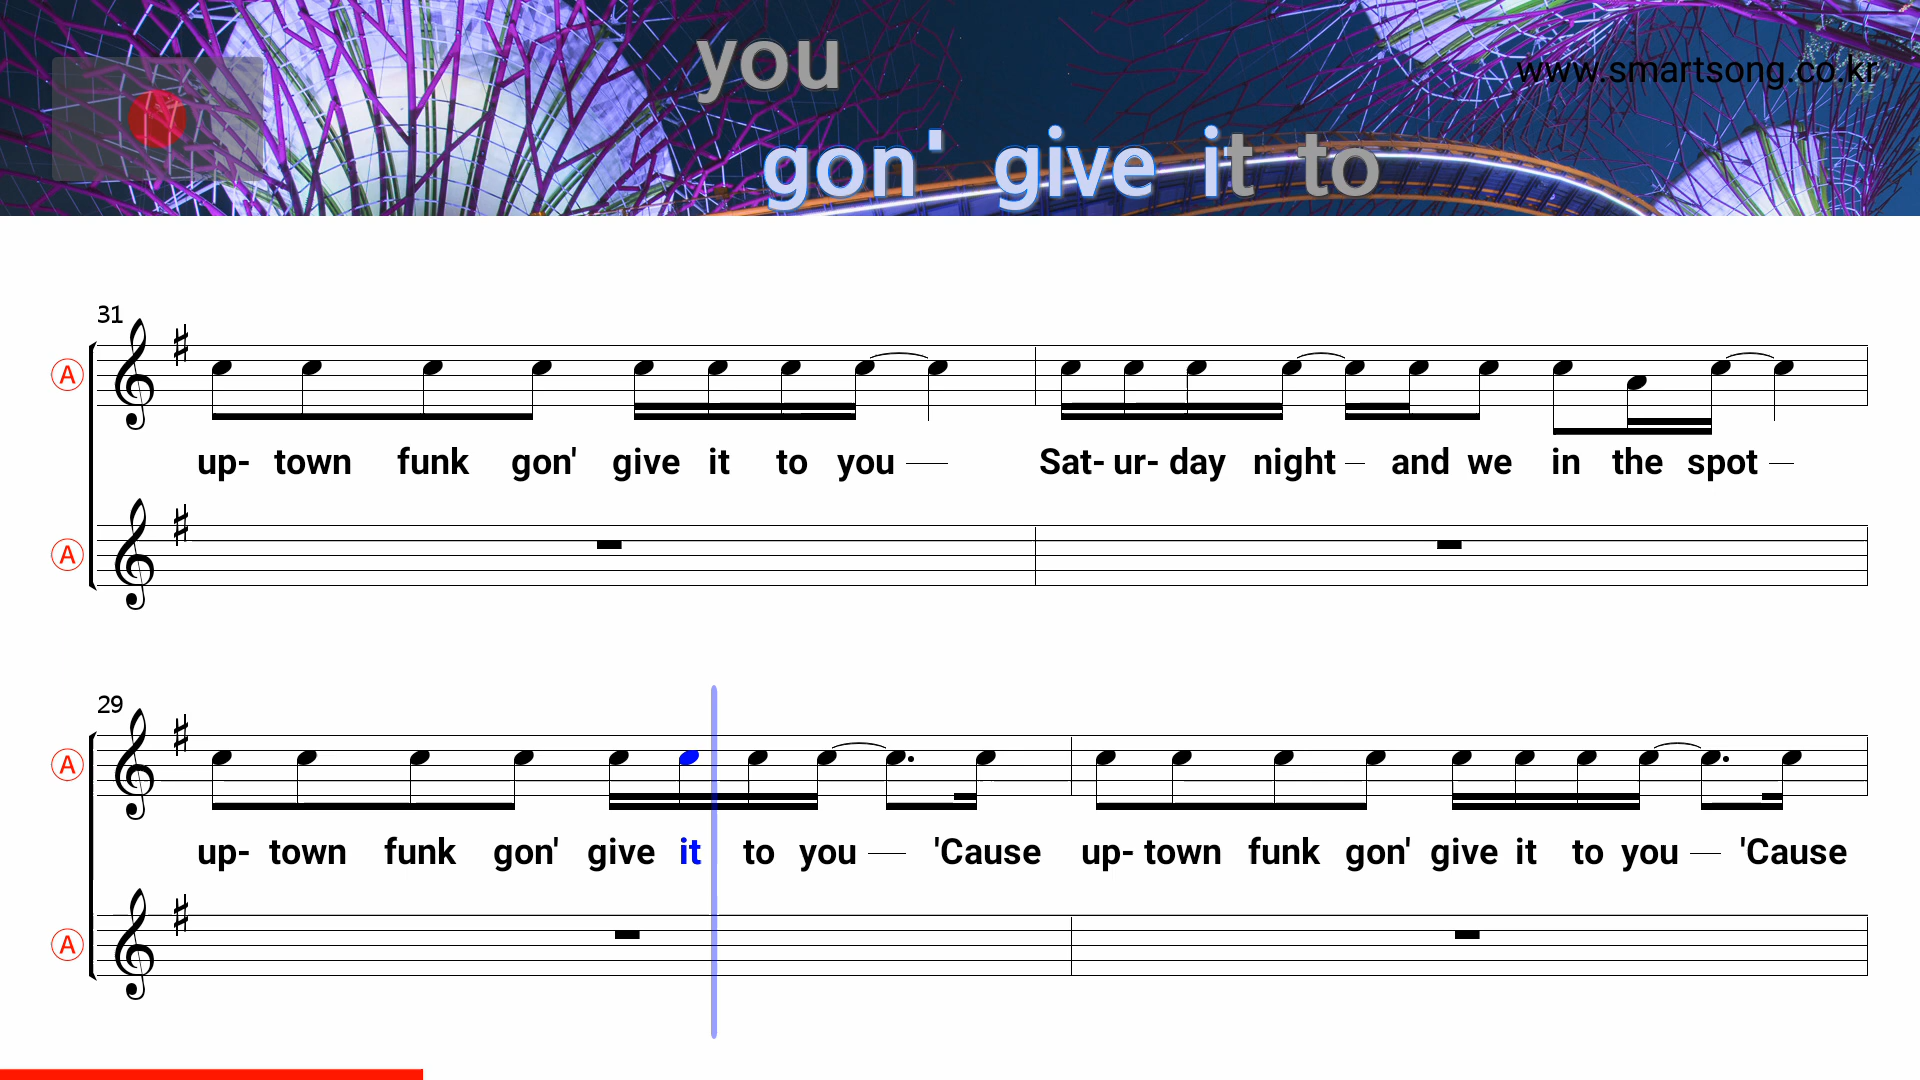 you
www.smartsong.co.kr
gon' give it to
31
A
up- town funk gon' give it to you — Sat- ur- day night — and we in the spot —
A
29
A
up- town funk gon' give it to you — 'Cause up- town funk gon' give it to you — 'Cause
A